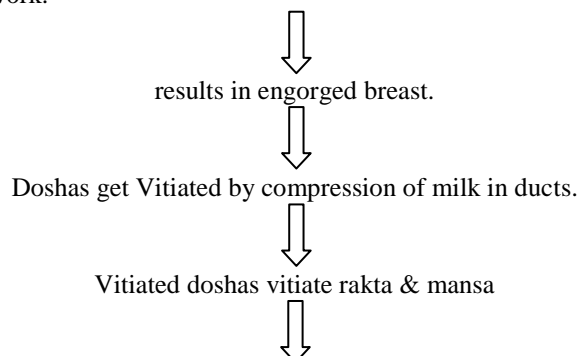 results in engorged breast.
Doshas get Vitiated by compression of milk in ducts.
Vitiated doshas vitiate rakta & mansa